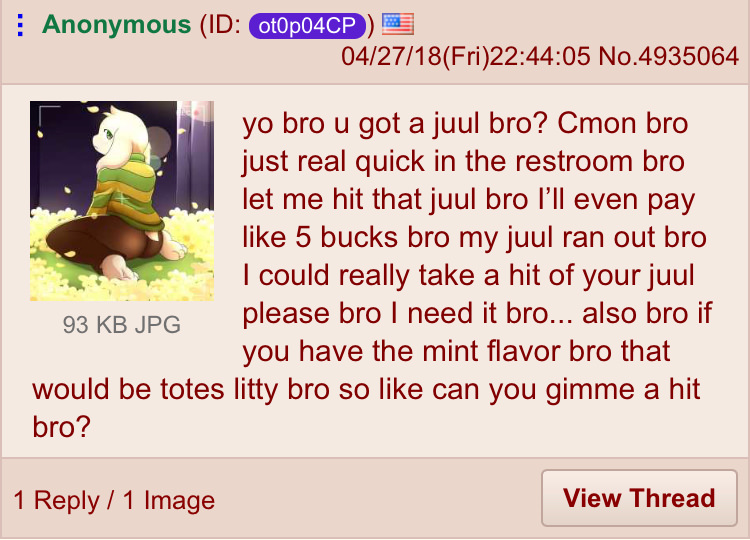 Anonymous (ID: ot0p04CP)
04/27/18(Fri)22:44:05 No.4935064
yo bro u got a juul bro? Cmon bro
just real quick in the restroom bro
let me hit that juul bro I’ll even pay
like 5 bucks bro my juul ran out bro
I could really take a hit of your juul
please bro I need it bro... also bro if
you have the mint flavor bro that
would be totes litty bro so like can you gimme a hit
bro?
93 KB JPG
1 Reply / 1 Image
View Thread